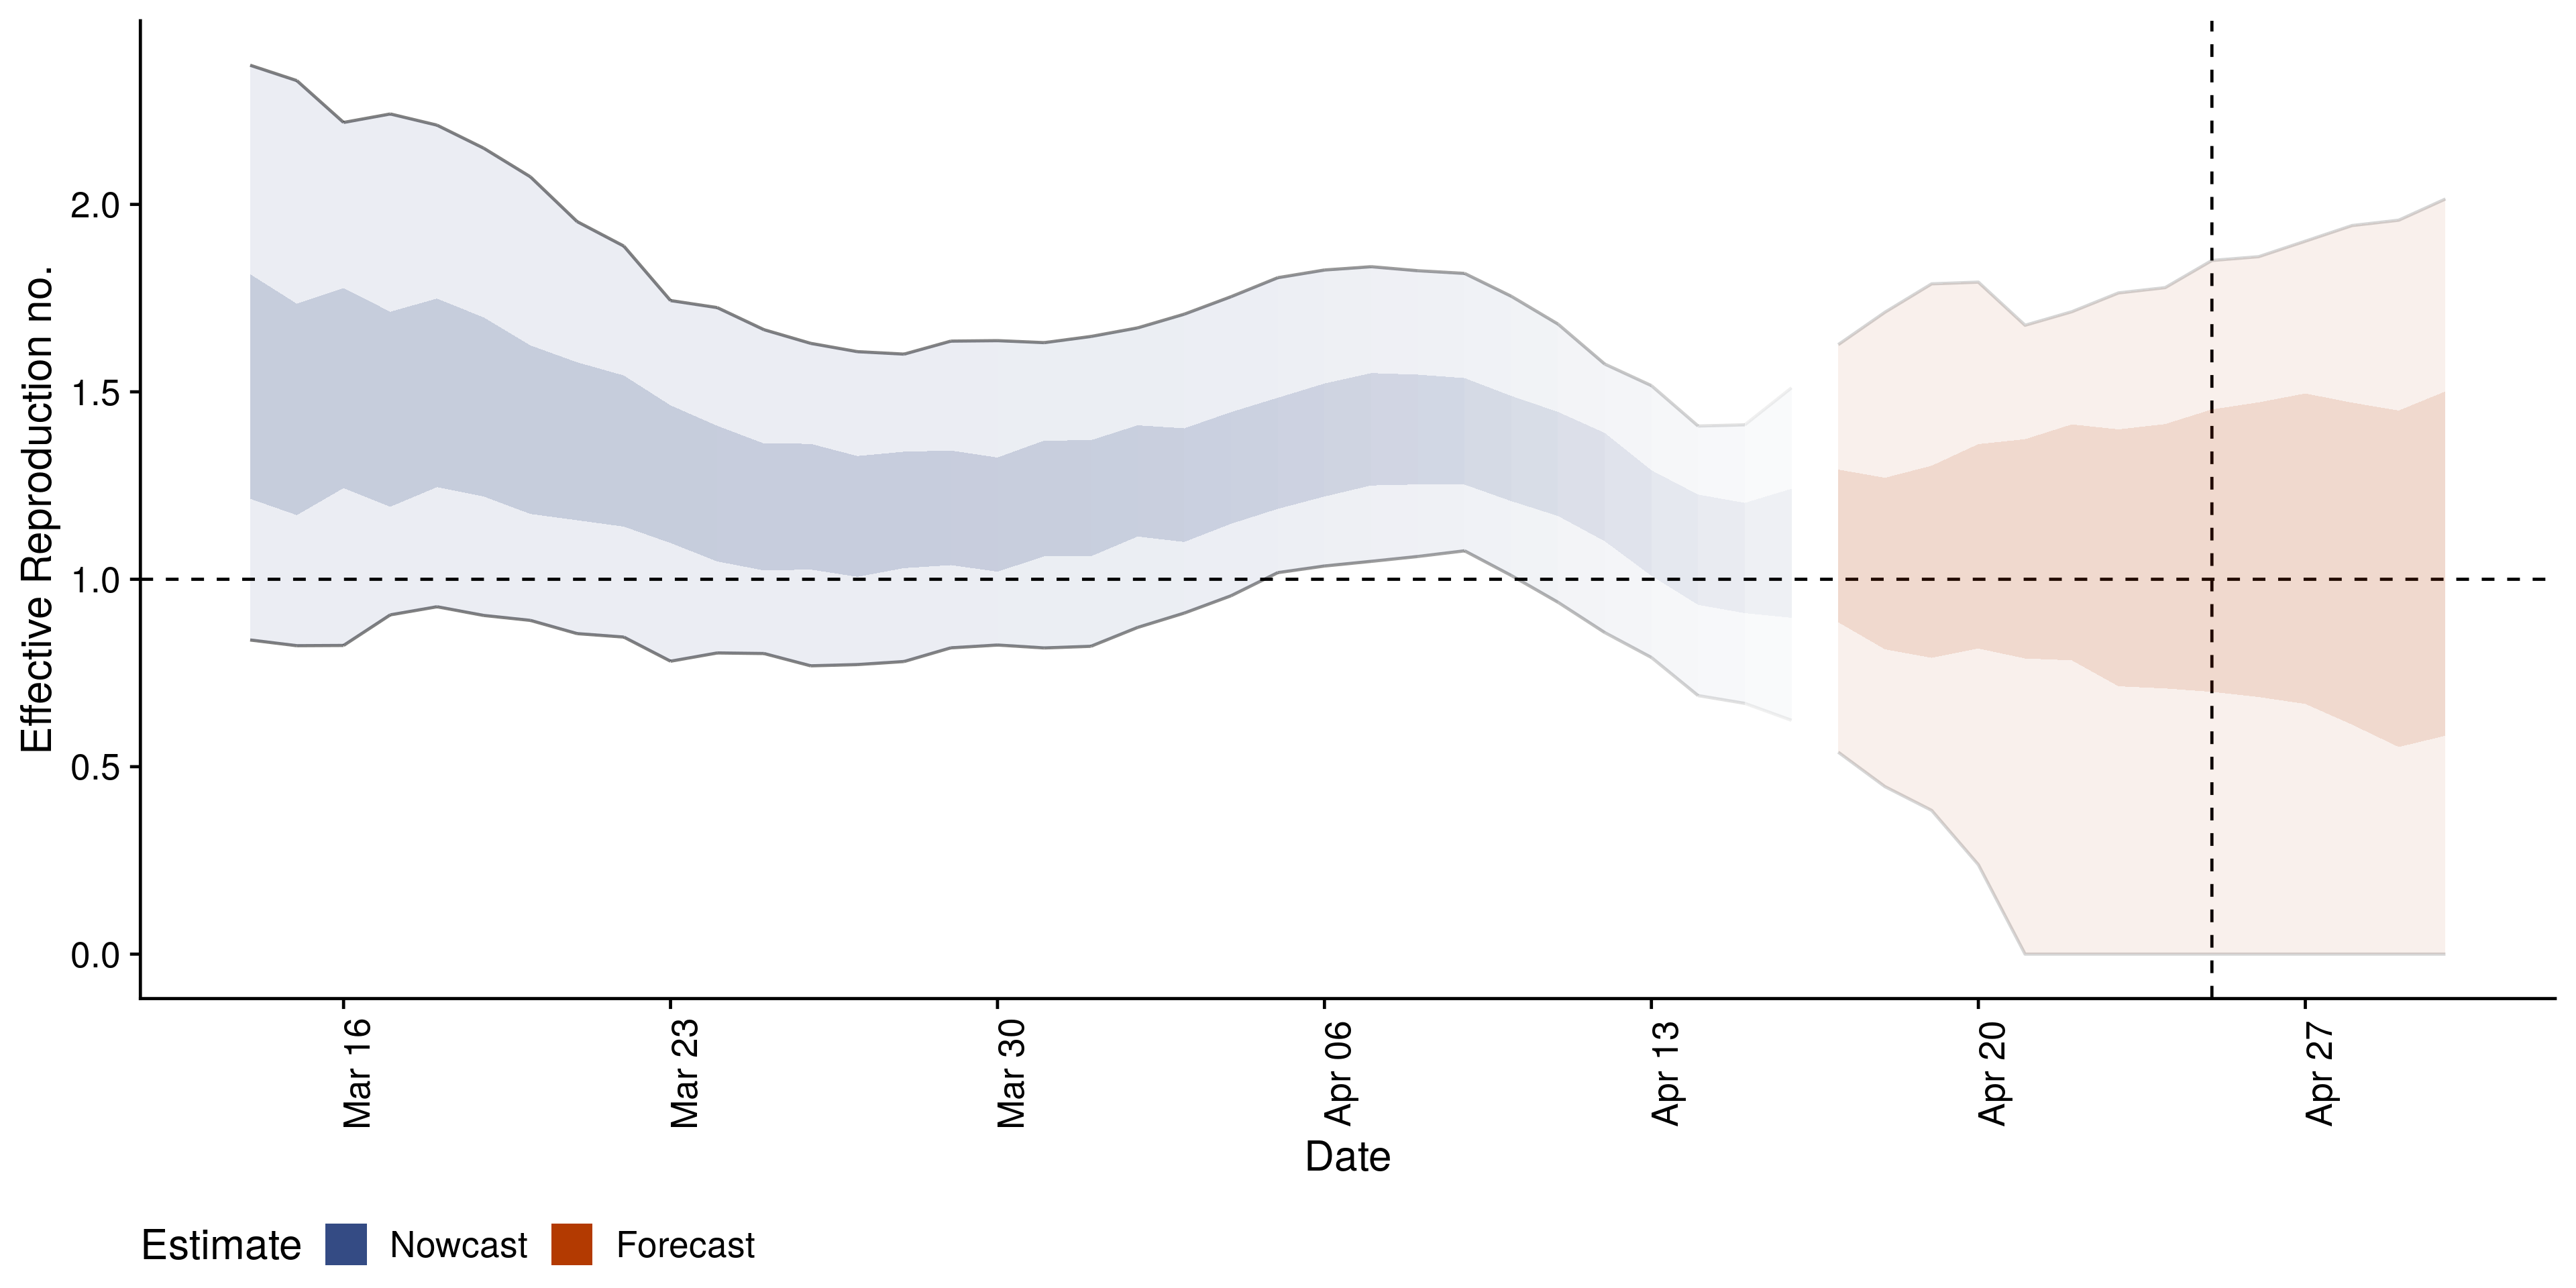 Effective Reproduction no.
2.0
1.5
1.0
0.5
0.0
Mar 16
Mar 23
Mar 30
Apr 06
Apr 13
Apr 20
Apr 27
Date
Estimate Nowcast Forecast